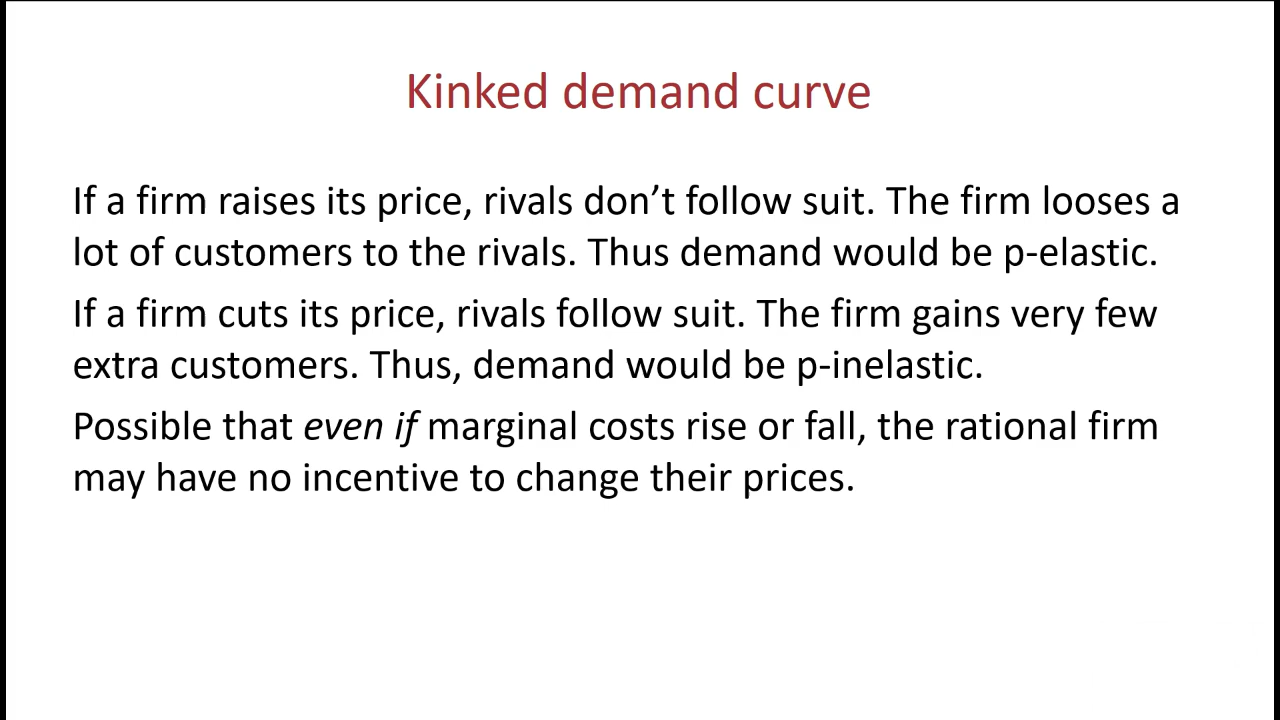 Kinked demand curve
If a firm raises its price, rivals don’t follow suit. The firm looses a
lot of customers to the rivals. Thus demand would be p-elastic.
If a firm cuts its price, rivals follow suit. The firm gains very few
extra customers. Thus, demand would be p-inelastic.
Possible that even if marginal costs rise or fall, the rational firm
may have no incentive to change their prices.